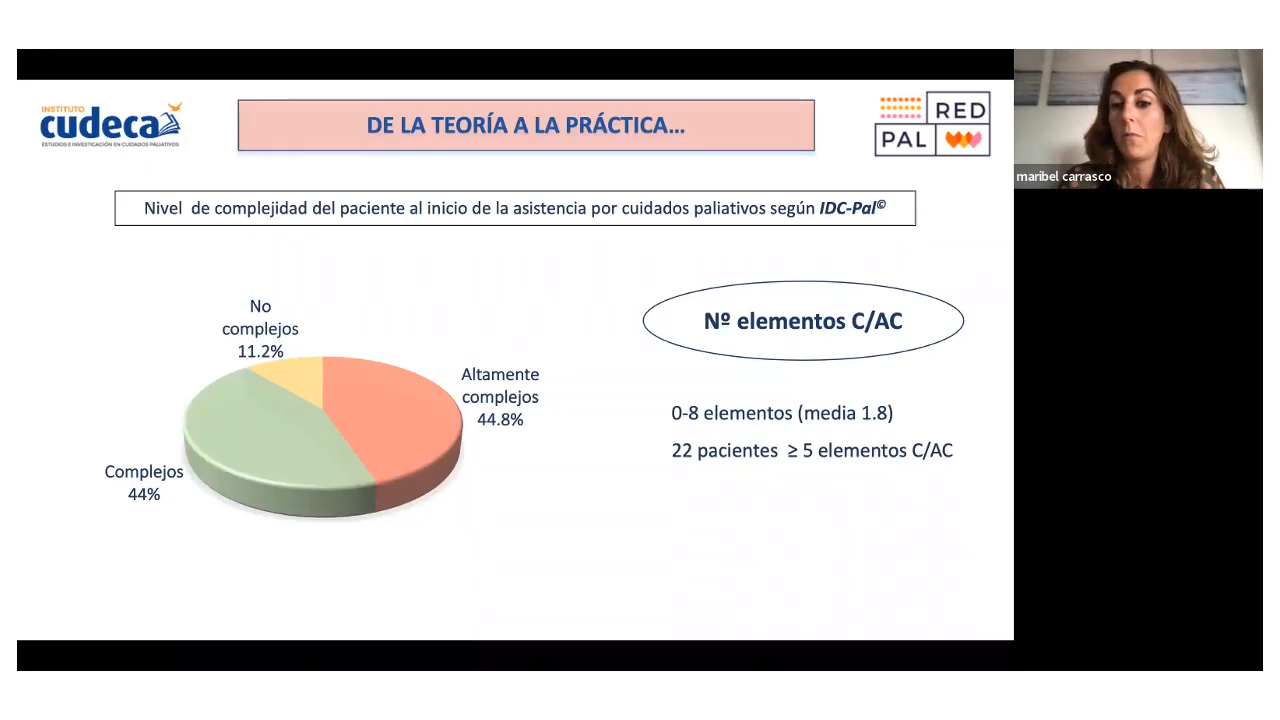 INSTITUTO
cudeca
ESTUDIOS E INVESTIGACIÓN EN CUIDADOS PALIATIVOS
DE LA TEORÍA A LA PRÁCTICA...
RED
PAL
maribel carrasco
Nivel de complejidad del paciente al inicio de la asistencia por cuidados paliativos según IDC-Pal©
No
complejos
11.2%
Altamente
complejos
44.8%
Complejos
44%
Nº elementos C/AC
0-8 elementos (media 1.8)
22 pacientes ≥ 5 elementos C/AC